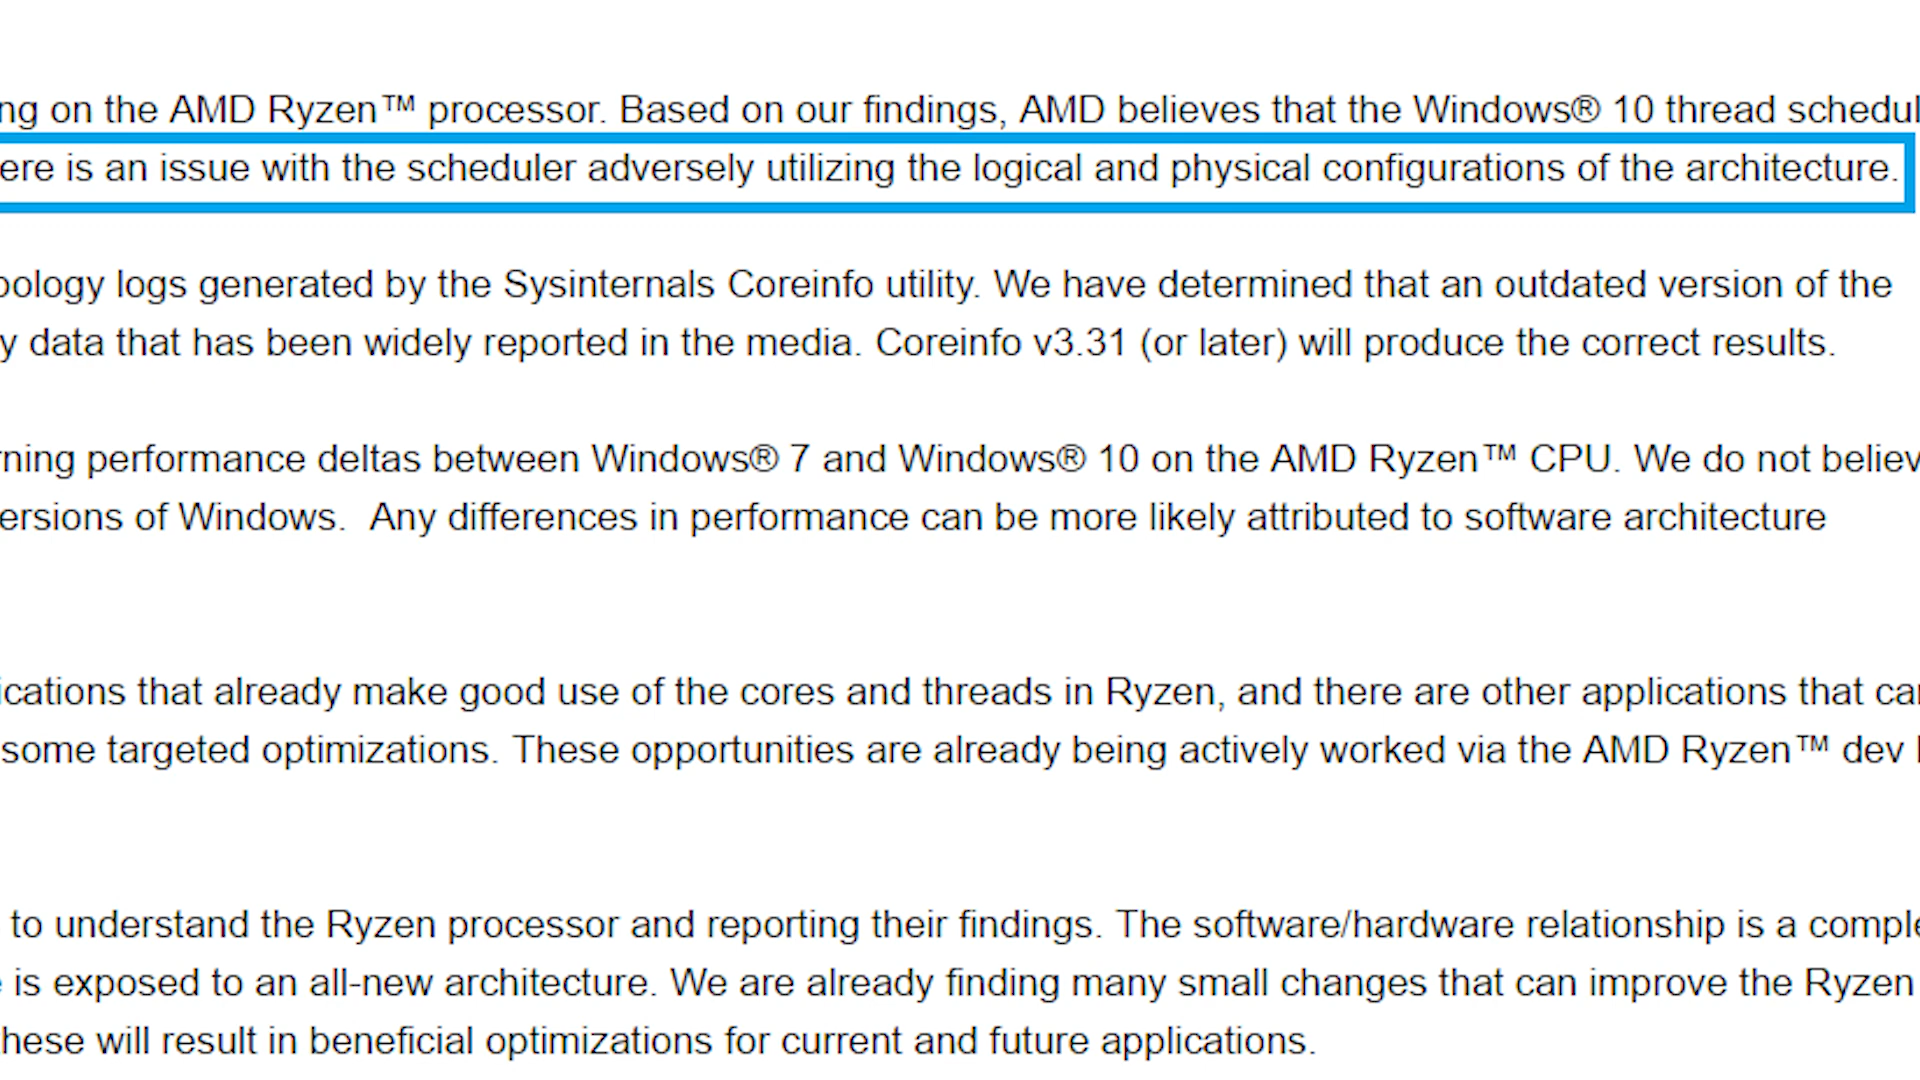 ng on the AMD Ryzen™ processor. Based on our findings, AMD believes that the Windows® 10 thread schedul
ere is an issue with the scheduler adversely utilizing the logical and physical configurations of the architecture.
pology logs generated by the Sysinternals Coreinfo utility. We have determined that an outdated version of the
y data that has been widely reported in the media. Coreinfo v3.31 (or later) will produce the correct results.
rning performance deltas between Windows® 7 and Windows® 10 on the AMD Ryzen™ CPU. We do not believ
ersions of Windows.  Any differences in performance can be more likely attributed to software architecture
ications that already make good use of the cores and threads in Ryzen, and there are other applications that can
some targeted optimizations. These opportunities are already being actively worked via the AMD Ryzen™ dev
to understand the Ryzen processor and reporting their findings. The software/hardware relationship is a comple
is exposed to an all-new architecture. We are already finding many small changes that can improve the Ryzen
hese will result in beneficial optimizations for current and future applications.